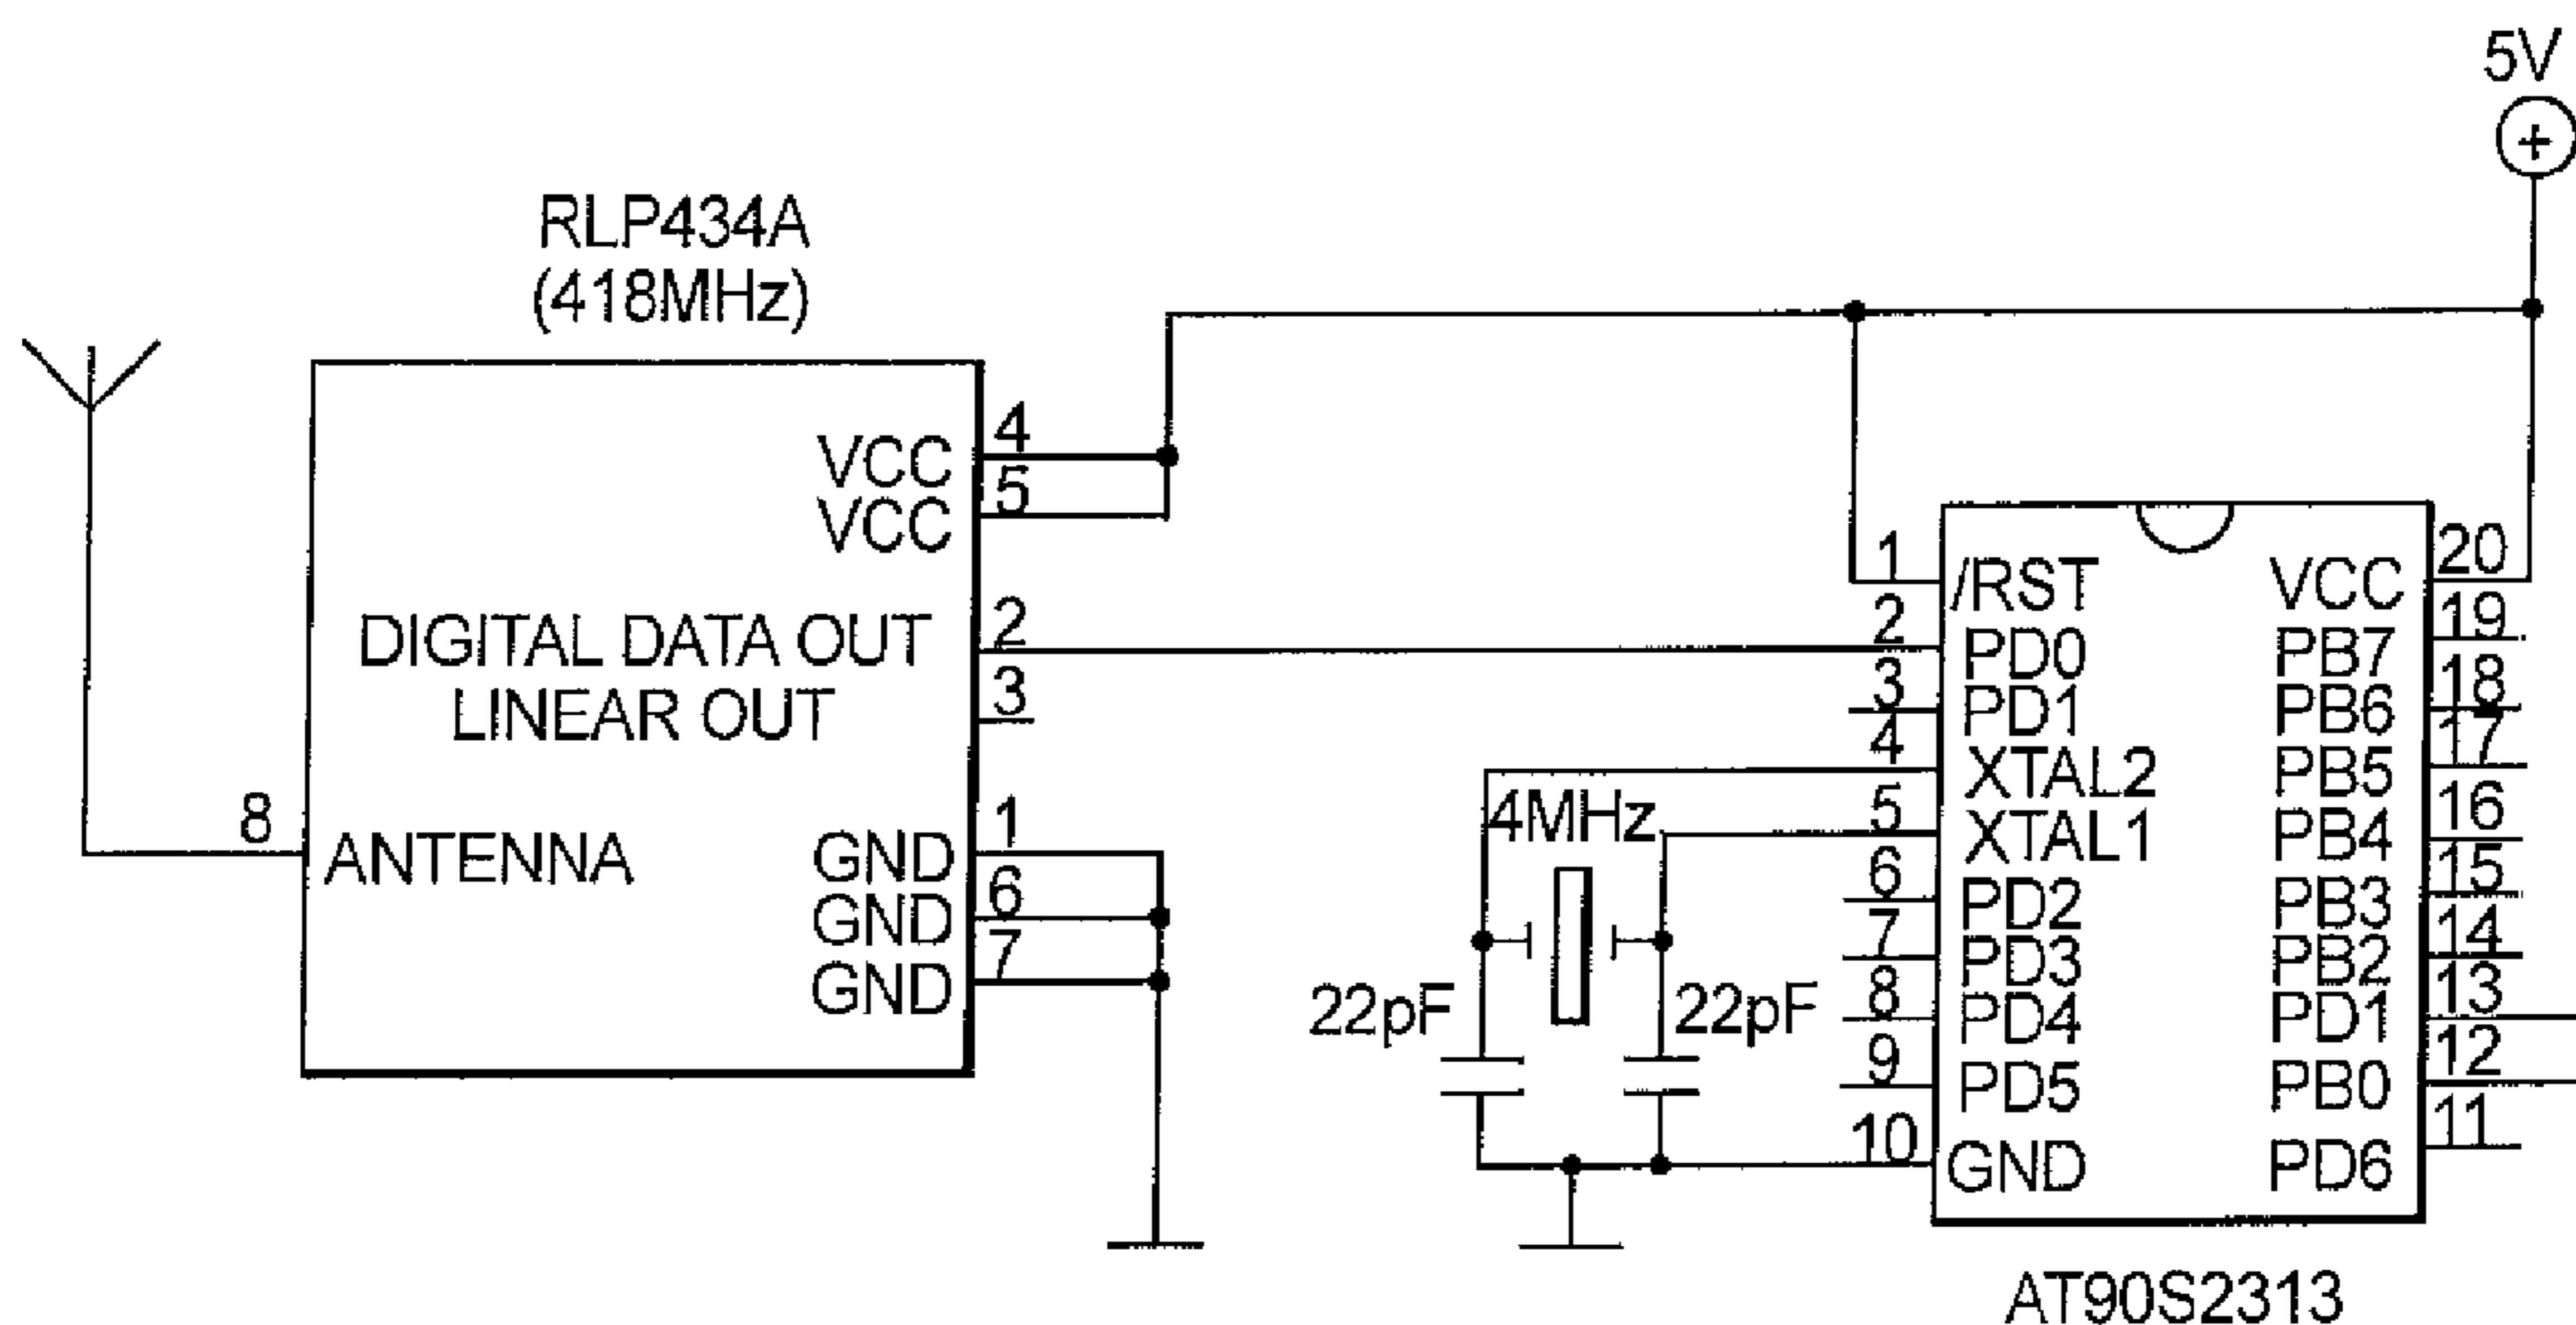 5V
+
RLP434A
(418MHz)
4
VCC
5
VCC
2
DIGITAL DATA OUT
3
LINEAR OUT
8
ANTENNA
1
GND
6
GND
7
GND
4MHz
22pF
22pF
1
/RST
2
PD0
3
PD1
4
XTAL2
5
XTAL1
6
PD2
7
PD3
8
PD4
9
PD5
10
GND
20
VCC
19
PB7
18
PB6
17
PB5
16
PB4
15
PB3
14
PB2
13
PD1
12
PB0
11
PD6
AT90S2313